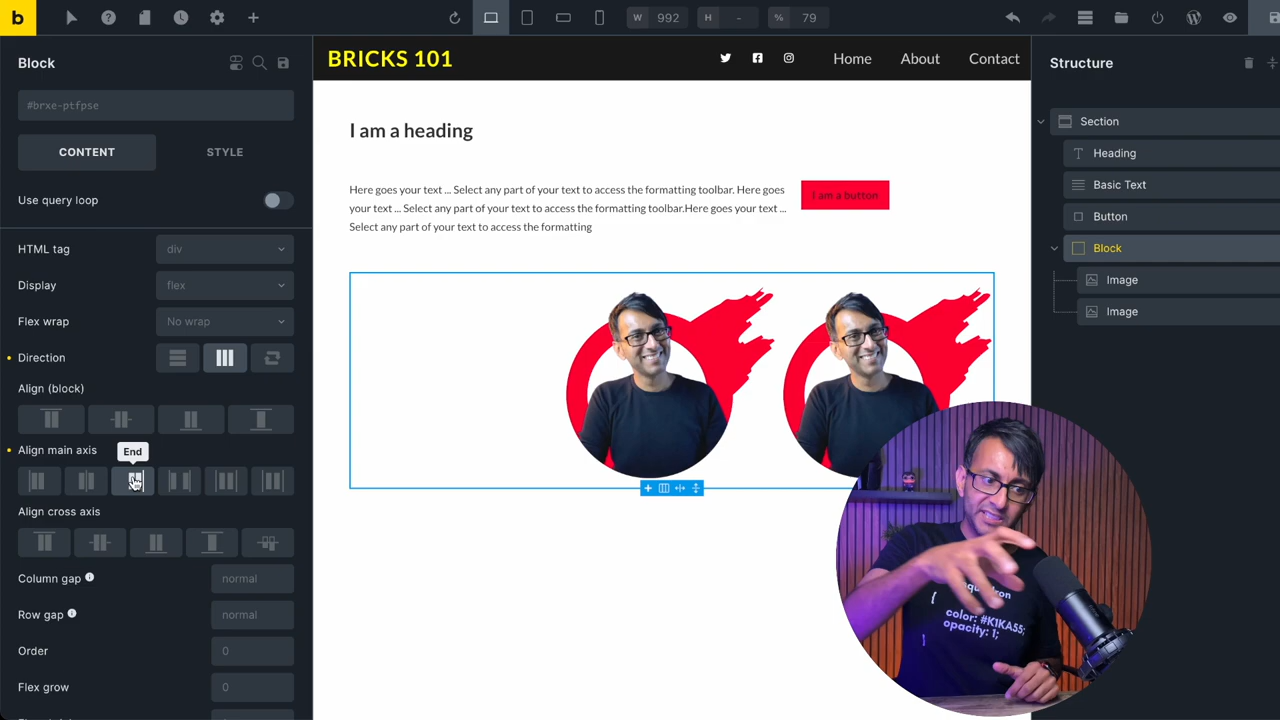 b
W 992
H -
% 79
Block
#brxe-ptfpse
CONTENT
STYLE
Use query loop
HTML tag
div
Display
flex
Flex wrap
No wrap
Direction
Align (block)
Align main axis
End
Align cross axis
Column gap
normal
Row gap
normal
Order
0
Flex grow
0
BRICKS 101
Home
About
Contact
I am a heading
Here goes your text ... Select any part of your text to access the formatting toolbar. Here goes
your text ... Select any part of your text to access the formatting toolbar.Here goes your text ...
Select any part of your text to access the formatting
I am a button
Structure
Section
Heading
Basic Text
Button
Block
Image
Image
{
color: #K1KA55;
opacity: 1;
}